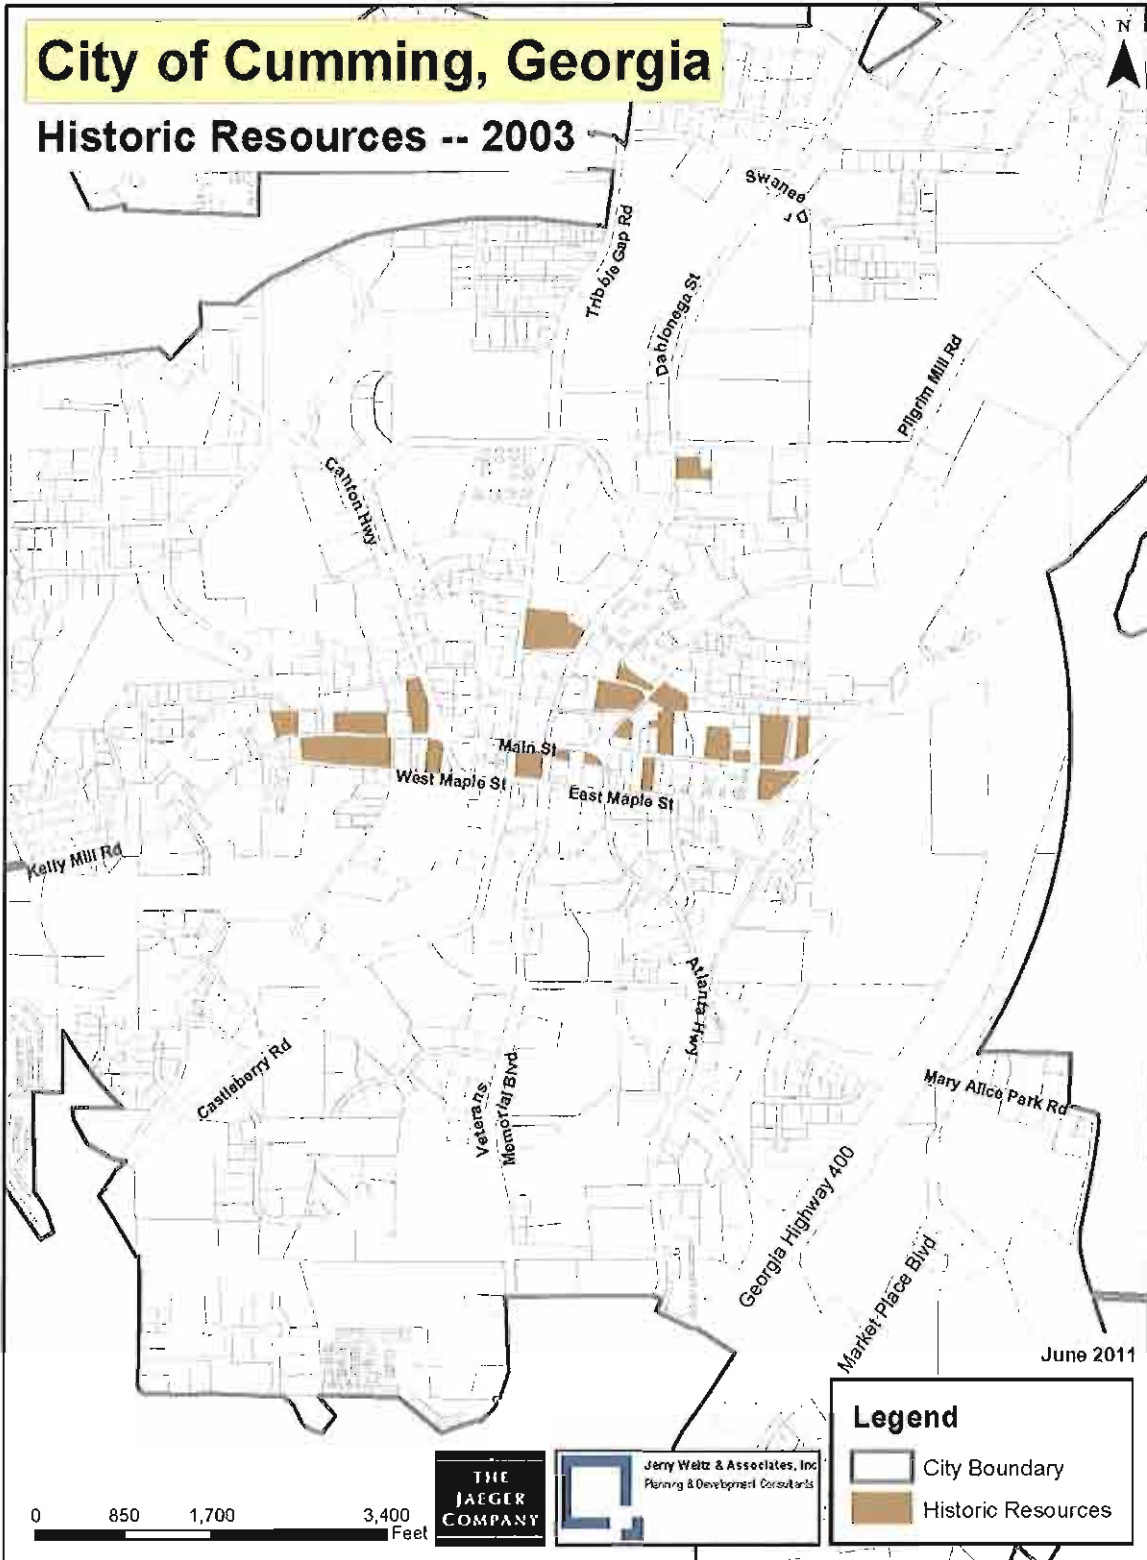 City of Cumming, Georgia
Historic Resources -- 2003
N
Swanee
Dr
Tribble Gap Rd
Dahlonega St
Pilgrim Mill Rd
Canton Hwy
Main St
West Maple St
East Maple St
Kelly Mill Rd
Atlanta Hwy
Castleberry Rd
Veterans
Memorial Blvd
Mary Alice Park Rd
Georgia Highway 400
Market Place Blvd
June 2011
Legend
City Boundary
Historic Resources
THE
JAEGER
COMPANY
Jerry Weitz & Associates, Inc
Planning & Development Consultants
0 850 1,700 3,400
Feet